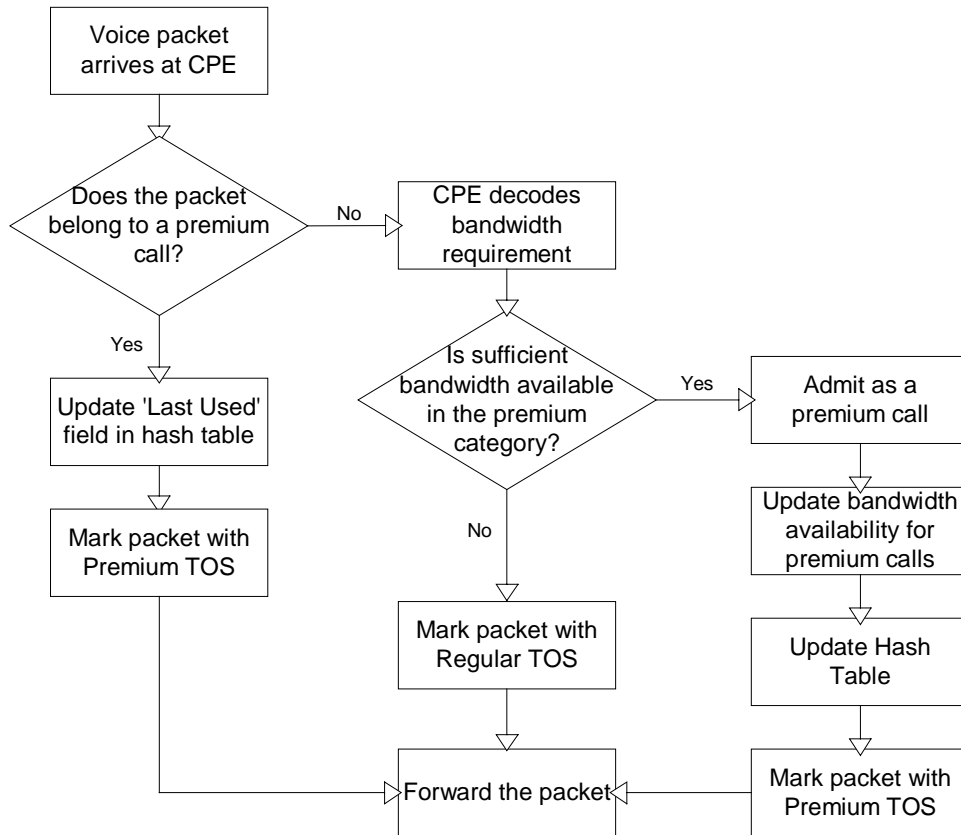 Voice packet
arrives at CPE
Does the packet
belong to a premium
call?
No
CPE decodes
bandwidth
requirement
Yes
Is sufficient
bandwidth available
in the premium
category?
Yes
Admit as a
premium call
Update 'Last Used'
field in hash table
Update bandwidth
availability for
premium calls
Mark packet with
Premium TOS
No
Mark packet with
Regular TOS
Update Hash
Table
Forward the packet
Mark packet with
Premium TOS